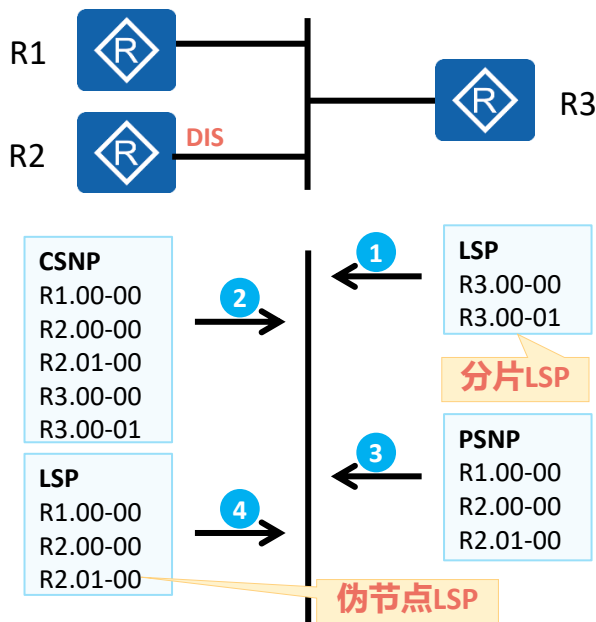 R
R1
R
R3
R
R2
DIS
CSNP
R1.00-00
R2.00-00
R2.01-00
R3.00-00
R3.00-01
2
1
LSP
R3.00-00
R3.00-01
分片LSP
3
PSNP
R1.00-00
R2.00-00
R2.01-00
LSP
R1.00-00
R2.00-00
R2.01-00
4
伪节点LSP